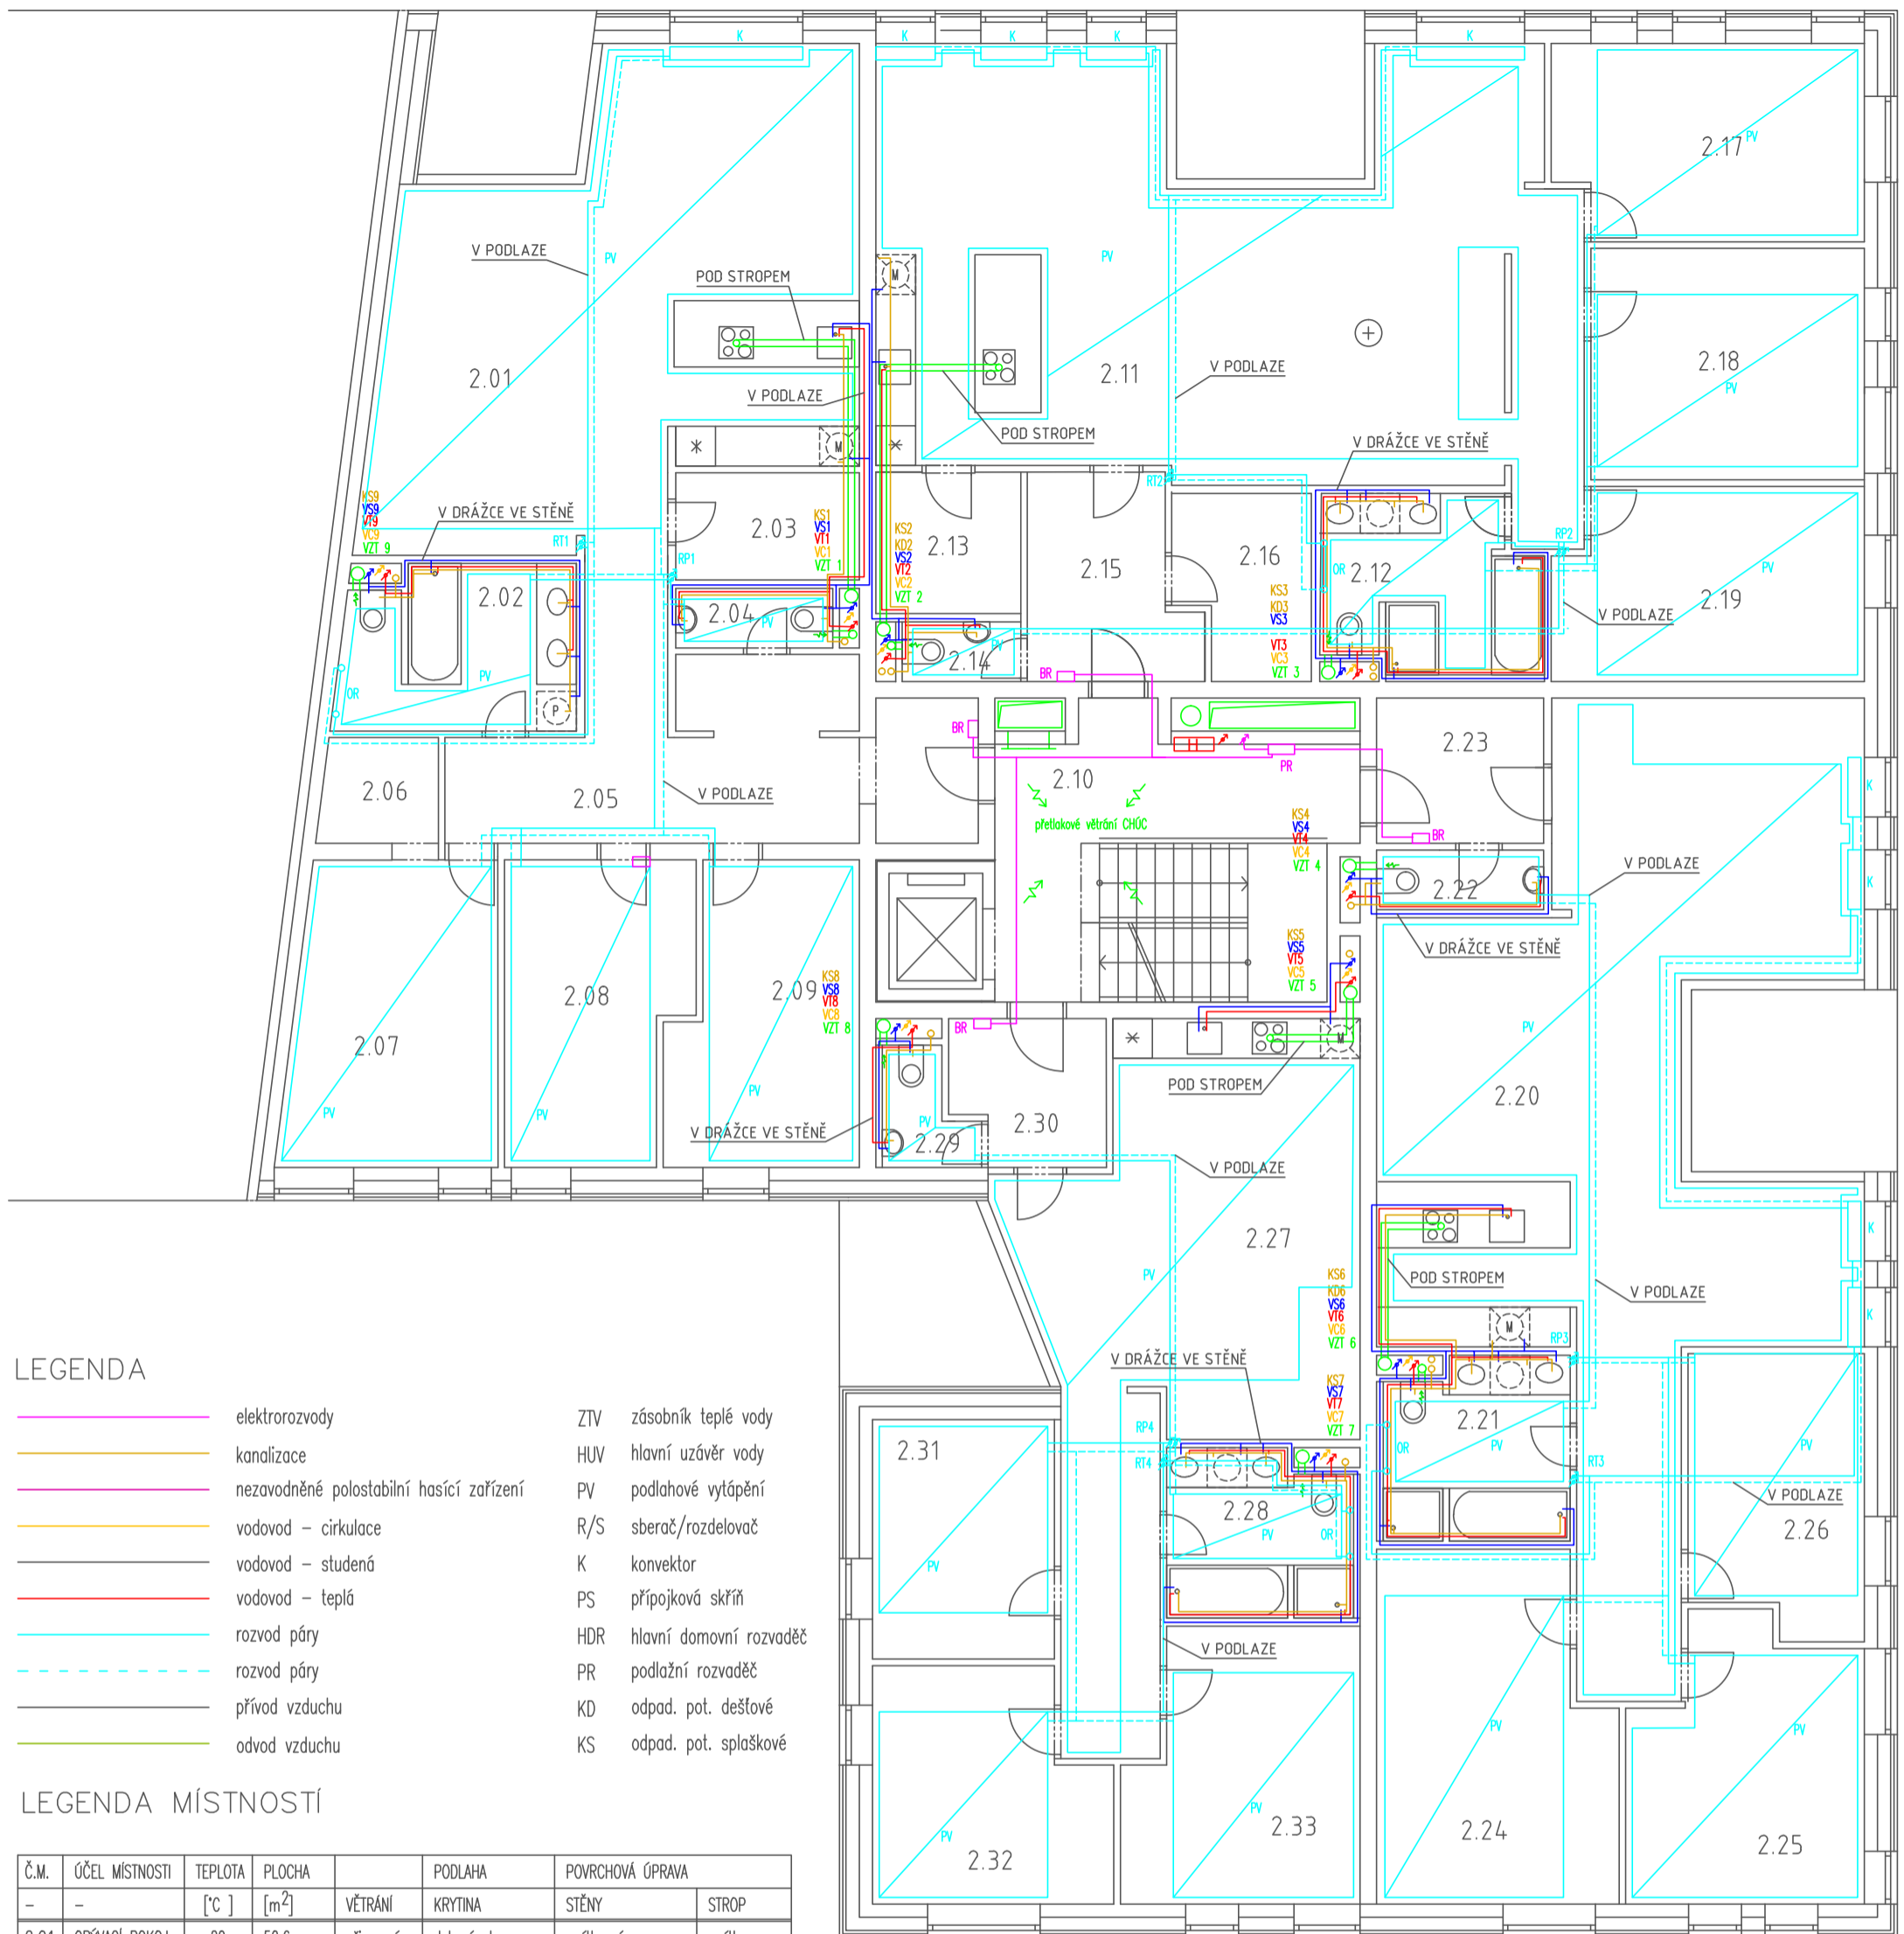 K
K
K
K
K
2.17
PV
V PODLAZE
PV
POD STROPEM
M
PV
2.01
2.11
V PODLAZE
2.18
PV
V PODLAZE
POD STROPEM
V DRÁŽCE VE STĚNĚ
M
RT2
KS9
VS9
VT9
VC9
VZT 9
V DRÁŽCE VE STĚNĚ
RT1
RP1
2.03
KS1
VS1
VT1
VC1
VZT 1
KS2
KD2
VS2
VT2
VC2
VZT 2
2.13
2.15
2.16
KS3
KD3
VS3
VT3
VC3
VZT 3
OR
2.12
RP2
PV
2.19
V PODLAZE
2.02
2.04
PV
2.14
PV
PV
OR
P
BR
BR
PR
BR
2.23
2.06
2.05
V PODLAZE
2.10
přetlakové větrání CHÚC
KS4
VS4
VT4
VC4
VZT 4
2.22
V PODLAZE
K
K
V DRÁŽCE VE STĚNĚ
KS5
VS5
VT5
VC5
VZT 5
2.07
PV
2.08
PV
2.09
PV
KS8
VS8
VT8
VC8
VZT 8
BR
M
POD STROPEM
PV
2.20
V DRÁŽCE VE STĚNĚ
PV
2.29
2.30
V PODLAZE
2.27
PV
KS6
KD6
VS6
VT6
VC6
VZT 6
POD STROPEM
V PODLAZE
K
K
M
RP3
V DRÁŽCE VE STĚNĚ
KS7
VS7
VT7
VC7
VZT 7
2.21
PV
OR
RT3
PV
V PODLAZE
2.26
2.31
PV
RP4
RT4
2.28
PV
OR
V PODLAZE
PV
2.32
PV
2.33
PV
2.24
PV
2.25
LEGENDA
elektrorozvody
kanalizace
nezavodněné polostabilní hasící zařízení
vodovod – cirkulace
vodovod – studená
vodovod – teplá
rozvod páry
rozvod páry
přívod vzduchu
odvod vzduchu
ZTV zásobník teplé vody
HUV hlavní uzávěr vody
PV podlahové vytápění
R/S sberač/rozdelovač
K konvektor
PS přípojková skříň
HDR hlavní domovní rozvaděč
PR podlažní rozvaděč
KD odpad. pot. dešťové
KS odpad. pot. splaškové
LEGENDA MÍSTNOSTÍ
Č.M. ÚČEL MÍSTNOSTI TEPLOTA PLOCHA PODLAHA POVRCHOVÁ ÚPRAVA
– – [°C ] [m²] VĚTRÁNÍ KRYTINA STĚNY STROP